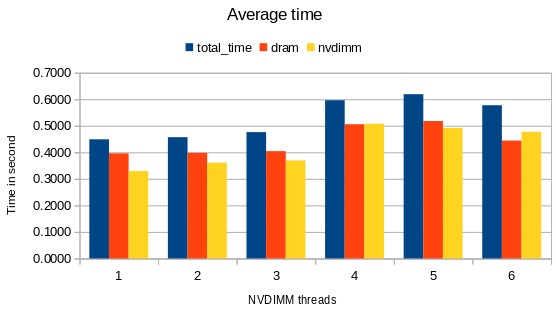 Average time
total_time dram nvdimm
0.7000
0.6000
0.5000
0.4000
0.3000
0.2000
0.1000
0.0000
Time in second
1 2 3 4 5 6
NVDIMM threads